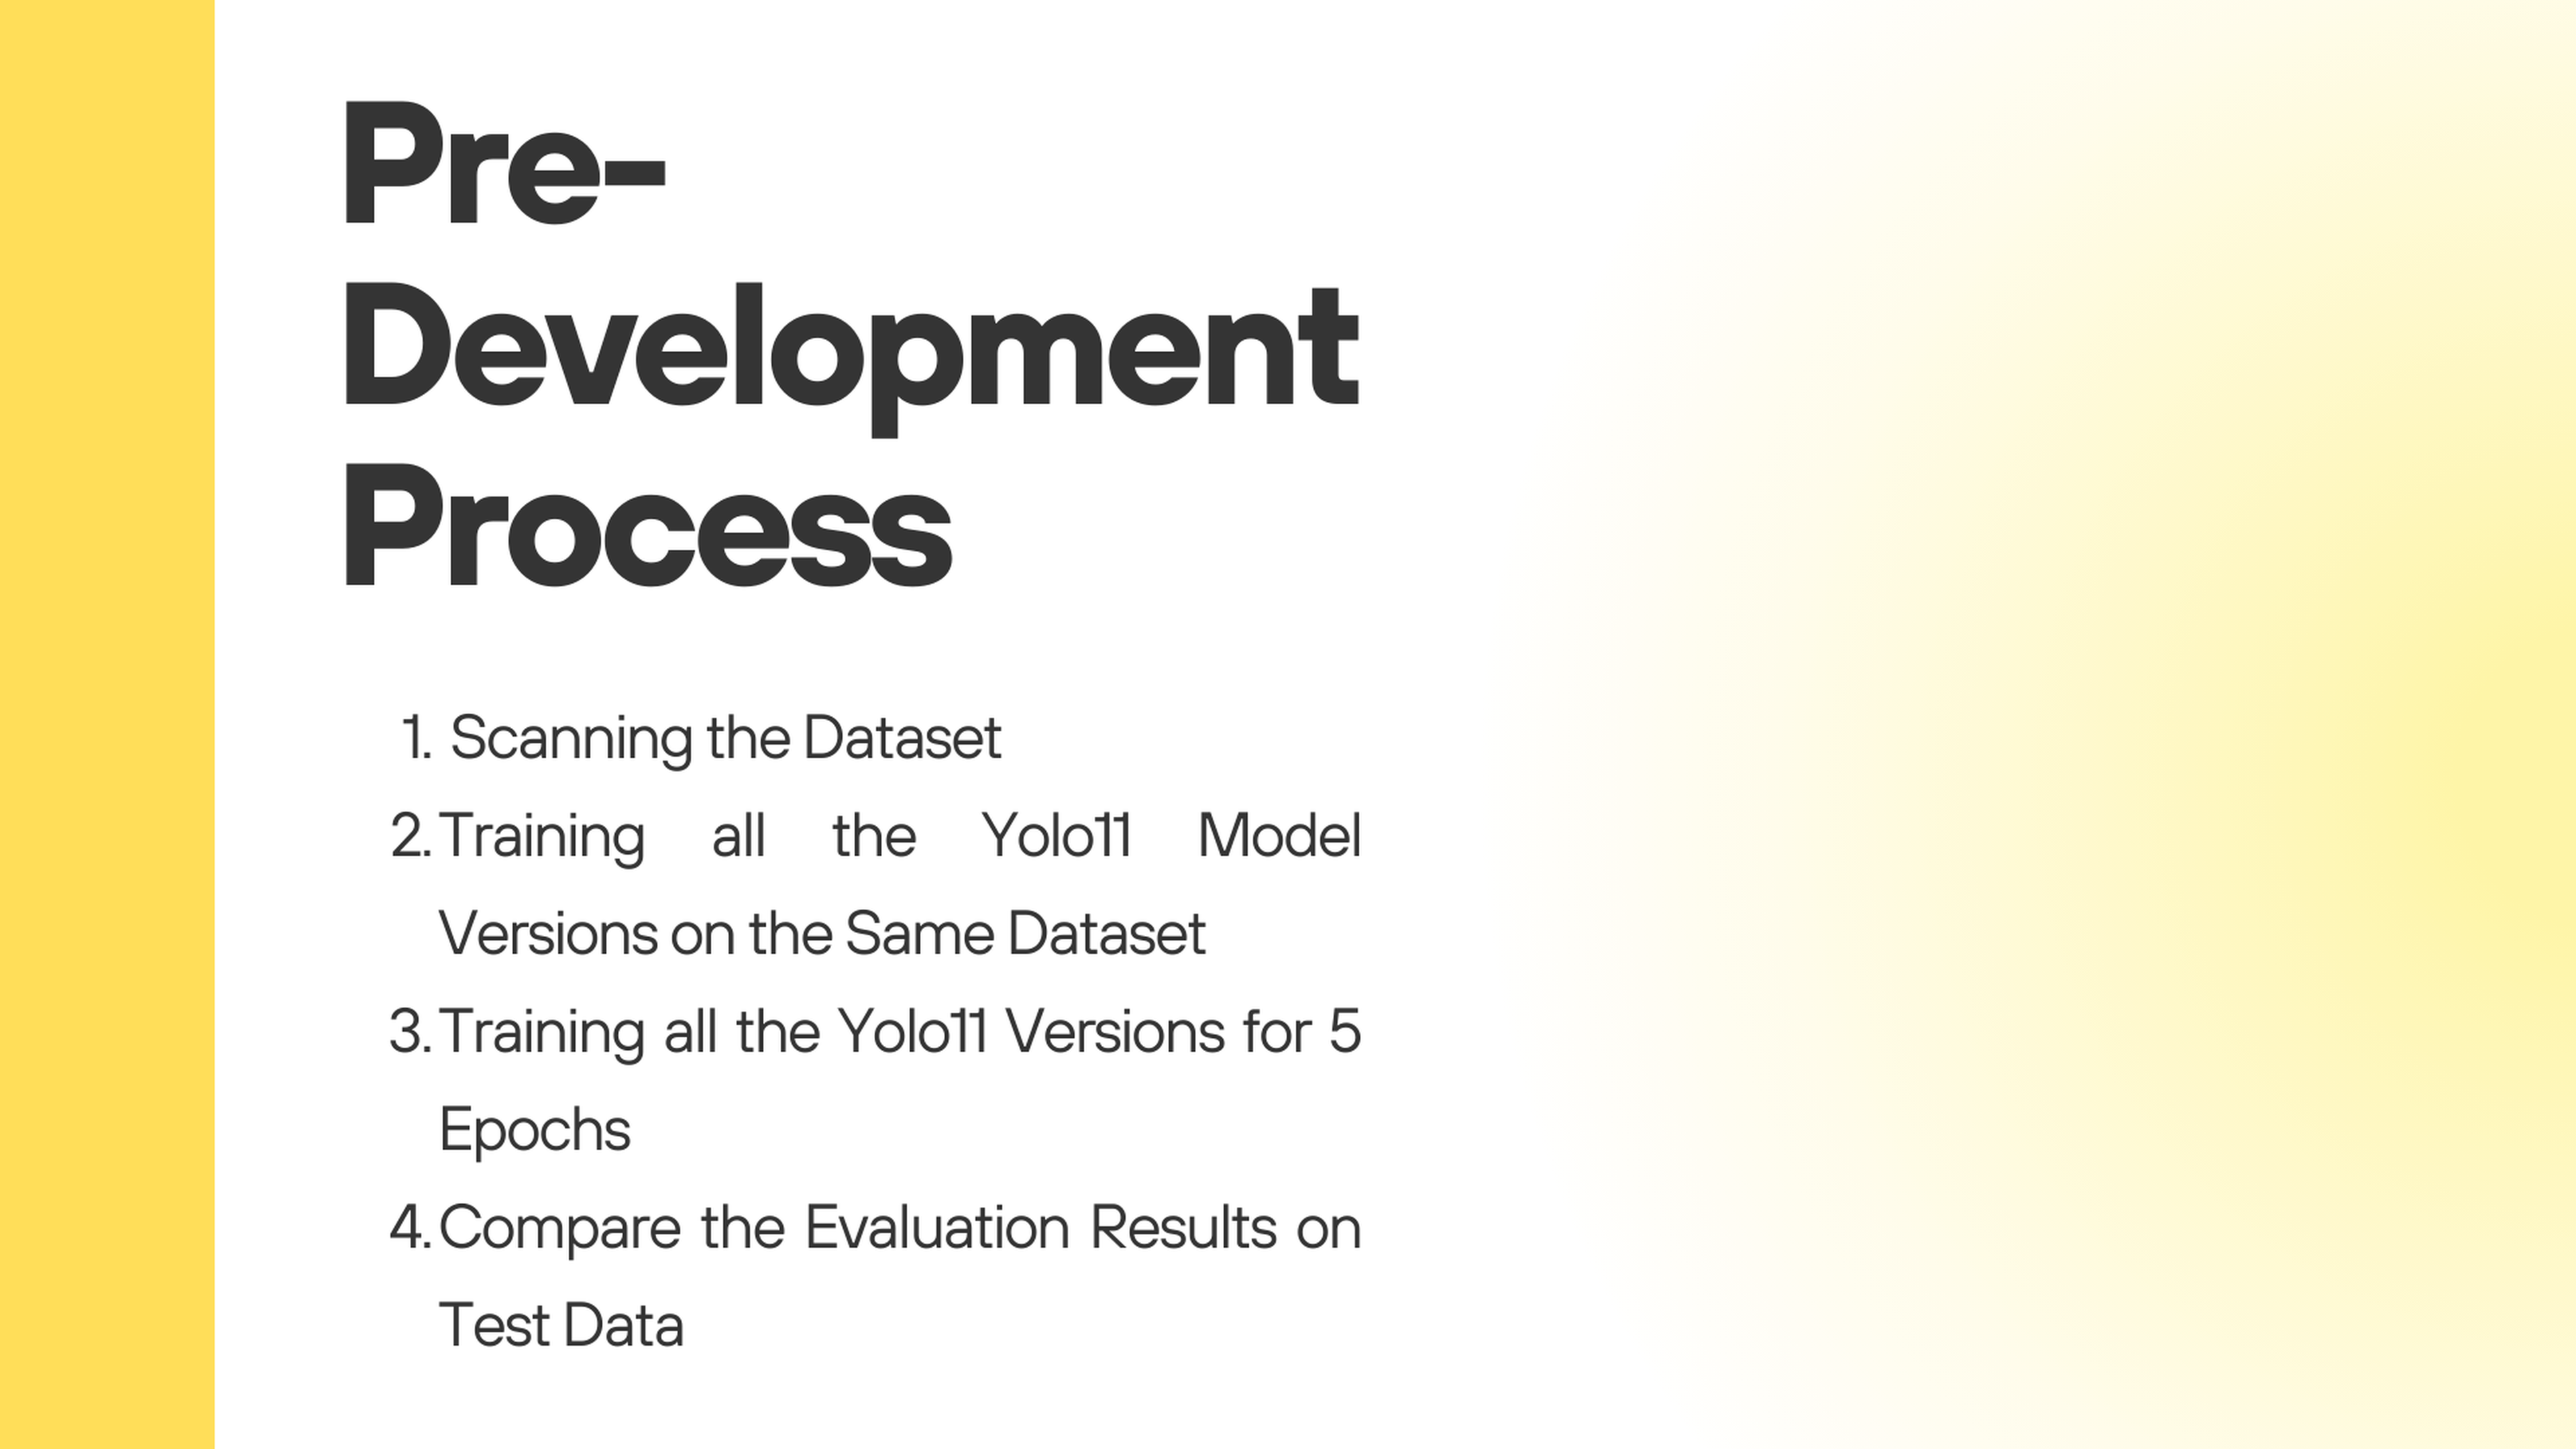 Pre-
Development
Process
1. Scanning the Dataset
2. Training all the Yolo11 Model
Versions on the Same Dataset
3. Training all the Yolo11 Versions for 5
Epochs
4. Compare the Evaluation Results on
Test Data